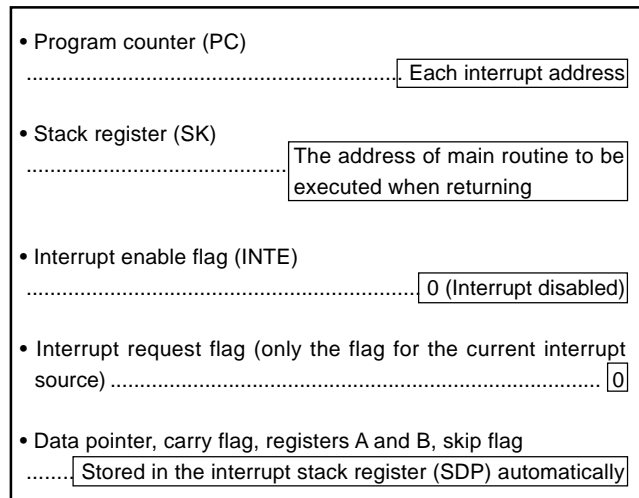 • Program counter (PC)
............................................................... Each interrupt address
• Stack register (SK)
............................................ The address of main routine to be
executed when returning
• Interrupt enable flag (INTE)
.................................................................. 0 (Interrupt disabled)
• Interrupt request flag (only the flag for the current interrupt
source) .................................................................................. 0
• Data pointer, carry flag, registers A and B, skip flag
........ Stored in the interrupt stack register (SDP) automatically